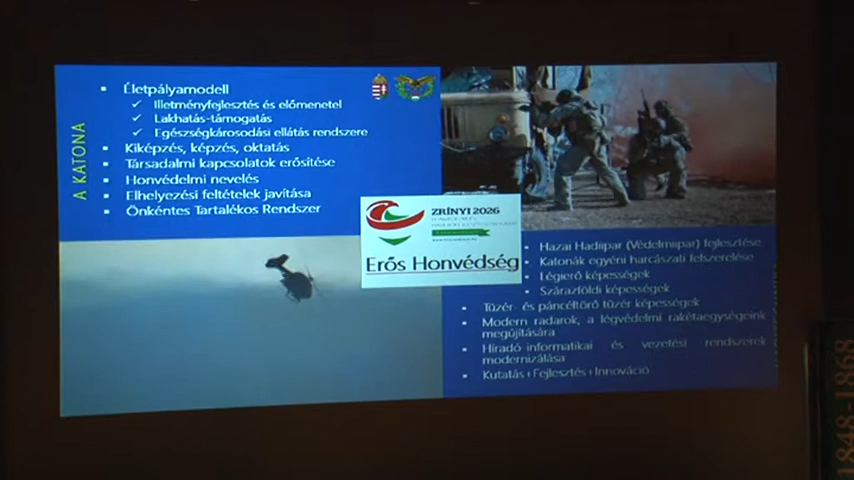 A KATONA
Életpályamodell
Illetményfejlesztés és előmenetel
Lakhatás-támogatás
Egészségkárosodási ellátás rendszere
Kiképzés, képzés, oktatás
Társadalmi kapcsolatok erősítése
Honvédelmi nevelés
Elhelyezési feltételek javítása
Önkéntes Tartalékos Rendszer
ZRÍNYI 2026
Erős Honvédség
Hazai Hadiipar (Védelmiipar) fejlesztése
Katonák egyéni harcászati felszerelése
Légierő képességek
Szárazföldi képességek
Tüzér- és páncéltörő tüzér képességek
Modern radarok, a légvédelmi rakétaegységeink
megújítására
Híradó-informatikai és vezetési rendszerek
modernizálása
Kutatás + Fejlesztés + Innováció
1848-1868